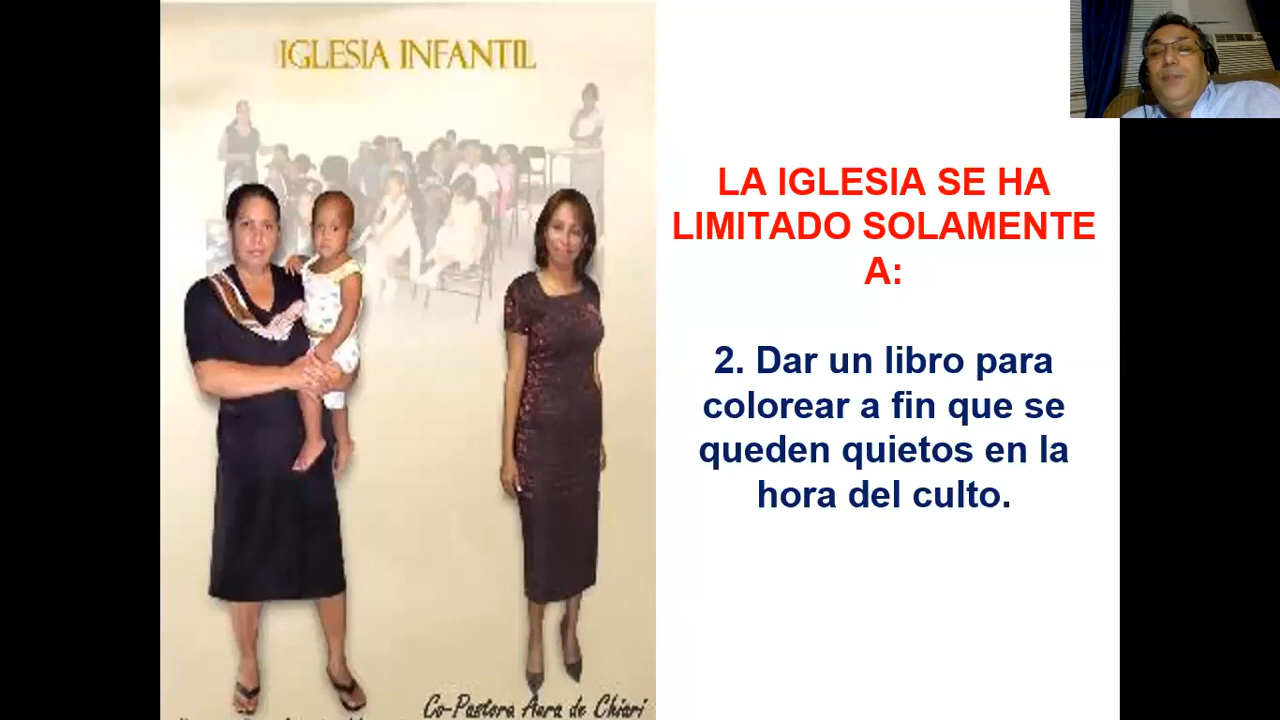 IGLESIA INFANTIL
LA IGLESIA SE HA
LIMITADO SOLAMENTE
A:
2. Dar un libro para
colorear a fin que se
queden quietos en la
hora del culto.
Co-Pastora Aura de Chiari